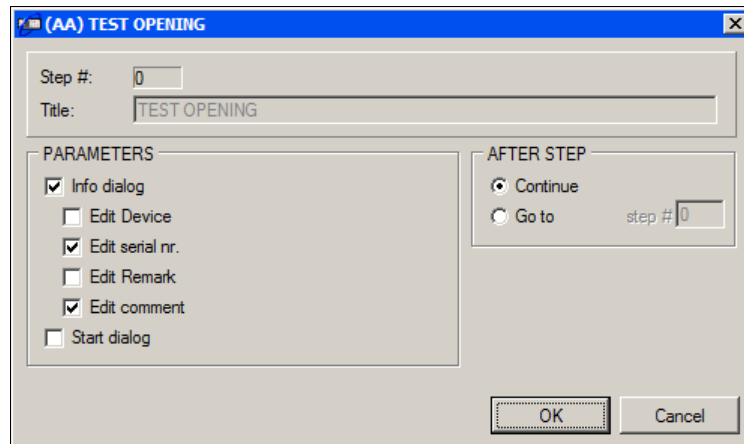 (AA) TEST OPENING
Step #: 0
Title: TEST OPENING
PARAMETERS
Info dialog
Edit Device
Edit serial nr.
Edit Remark
Edit comment
Start dialog
AFTER STEP
Continue
Go to step # 0
OK Cancel